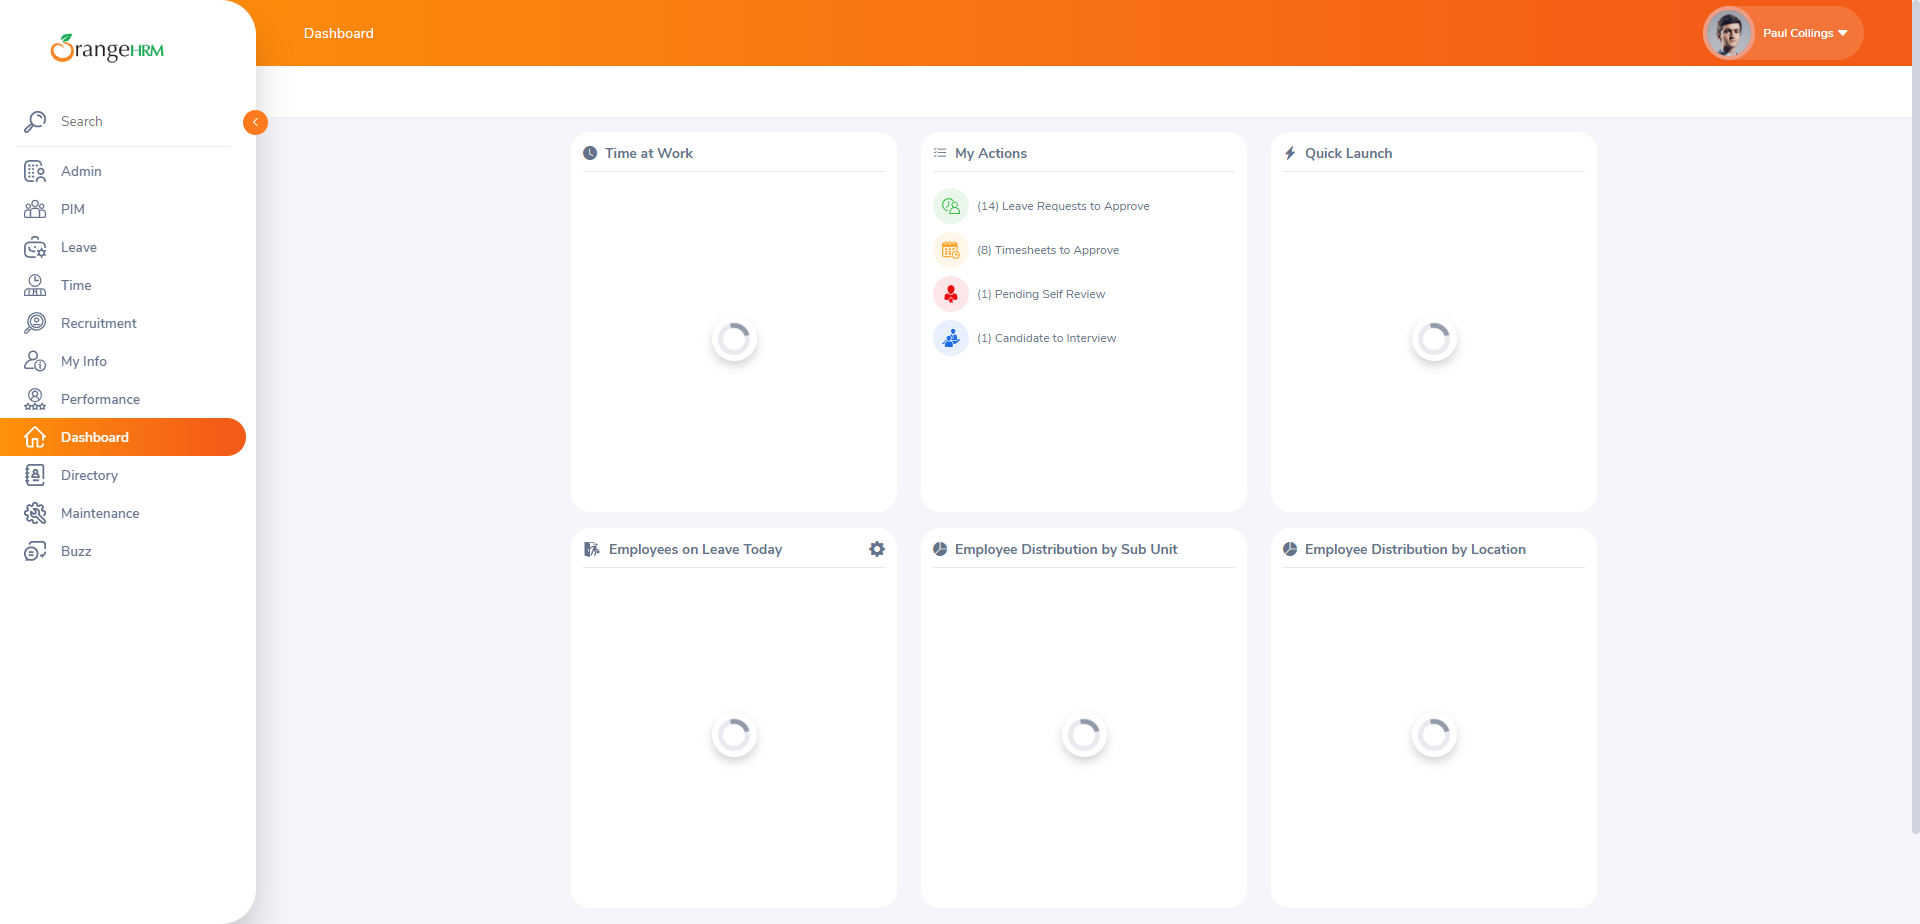 OrangeHRM
Dashboard
Paul Collings
Search
Admin
PIM
Leave
Time
Recruitment
My Info
Performance
Dashboard
Directory
Maintenance
Buzz
Time at Work
My Actions
(14) Leave Requests to Approve
(8) Timesheets to Approve
(1) Pending Self Review
(1) Candidate to Interview
Quick Launch
Employees on Leave Today
Employee Distribution by Sub Unit
Employee Distribution by Location